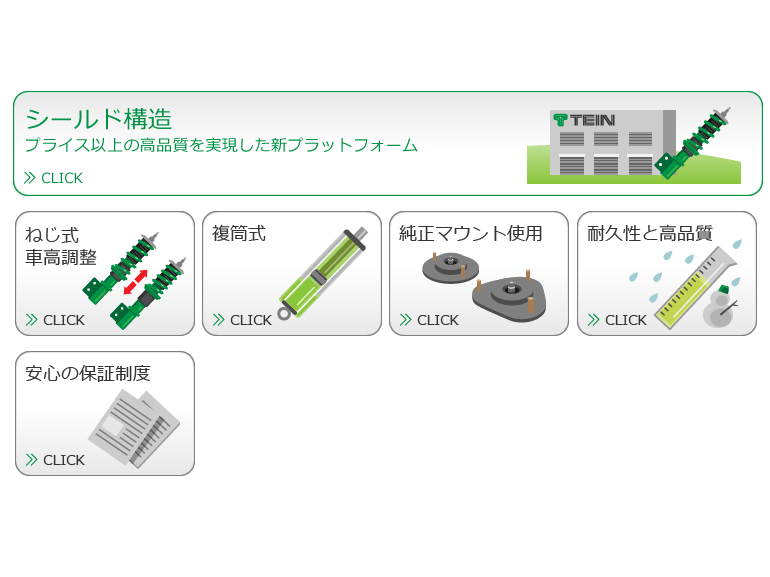 シールド構造
プライス以上の高品質を実現した新プラットフォーム
CLICK
TEIN
ねじ式
車高調整
CLICK
複筒式
CLICK
純正マウント使用
CLICK
耐久性と高品質
CLICK
安心の保証制度
CLICK